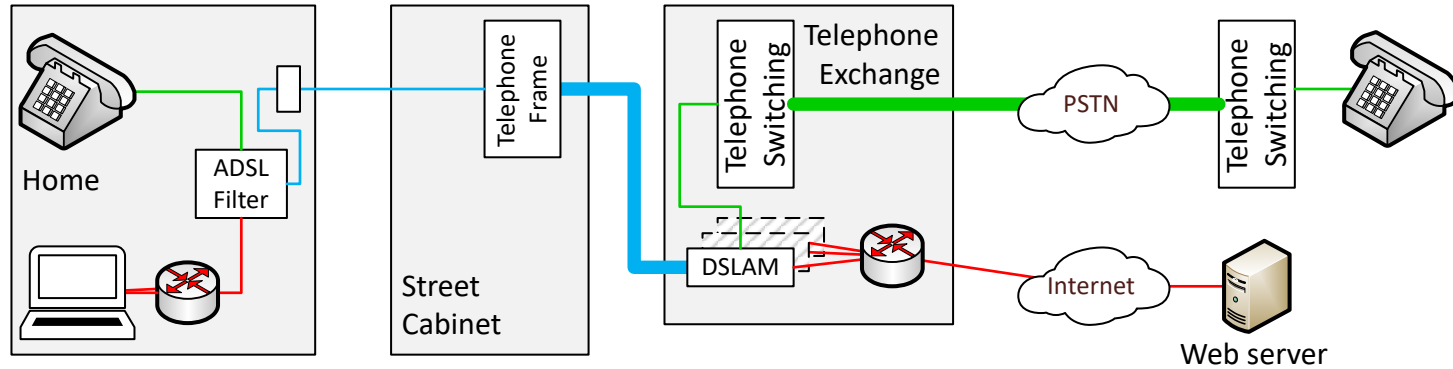 Home
ADSL
Filter
Telephone
Frame
Street
Cabinet
Telephone
Switching
Telephone
Exchange
DSLAM
PSTN
Internet
Telephone
Switching
Web server